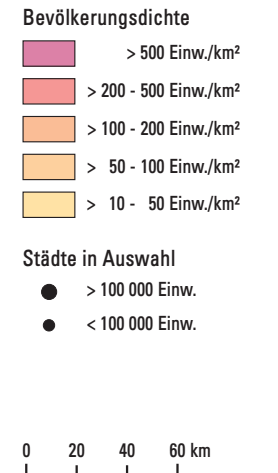 Bevölkerungsdichte
> 500 Einw./km²
> 200 - 500 Einw./km²
> 100 - 200 Einw./km²
> 50 - 100 Einw./km²
> 10 - 50 Einw./km²
Städte in Auswahl
> 100 000 Einw.
< 100 000 Einw.
0 20 40 60 km